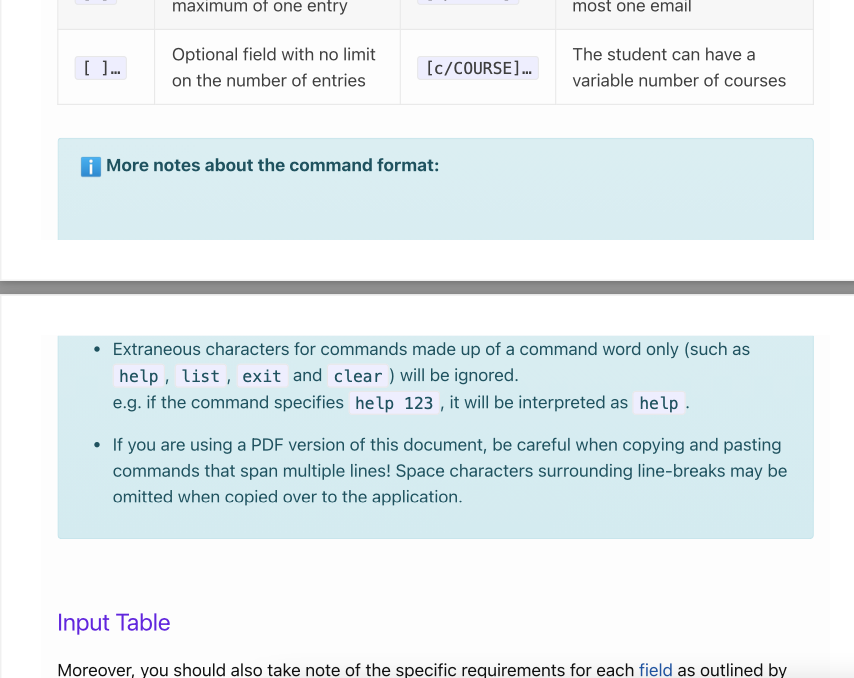 maximum of one entry
most one email
[ ]…
Optional field with no limit
on the number of entries
[c/COURSE]…
The student can have a
variable number of courses
More notes about the command format:
• Extraneous characters for commands made up of a command word only (such as
help , list , exit and clear ) will be ignored.
e.g. if the command specifies help 123 , it will be interpreted as help .
• If you are using a PDF version of this document, be careful when copying and pasting
commands that span multiple lines! Space characters surrounding line-breaks may be
omitted when copied over to the application.
Input Table
Moreover, you should also take note of the specific requirements for each field as outlined by